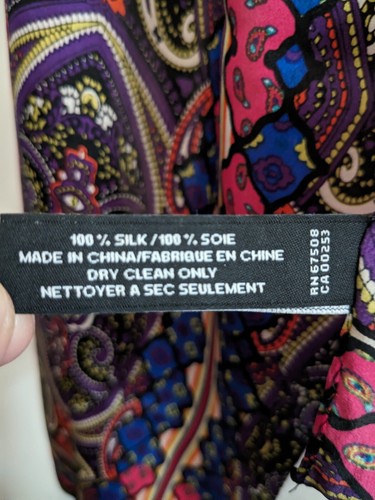 100% SILK/100% SOIE
MADE IN CHINA/FABRIQUE EN CHINE
DRY CLEAN ONLY
NETTOYER A SEC SEULEMENT
RN 67508
CA 00253